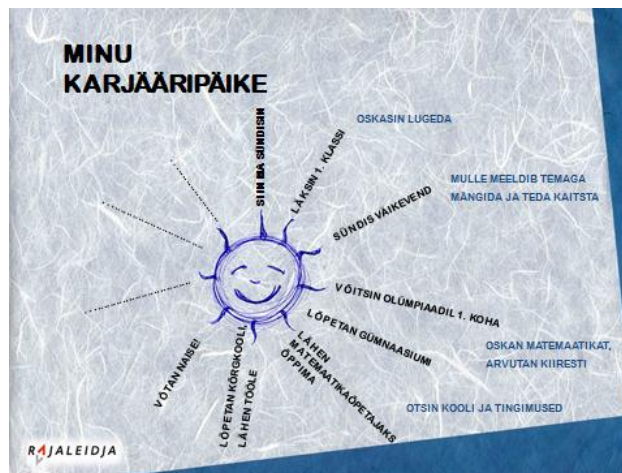 MINU
KARJÄÄRIPÄIKE
SIIN MA SÜNDISIN
LÄKSIN 1. KLASSI
OSKASIN LUGEDA
SÜNDIS VÄIKEVEND
MULLE MEELDIB TEMAGA
MÄNGIDA JA TEDA KAITSTA
VÕITSIN OLÜMPIAADIL 1. KOHA
LÕPETAN GÜMNAASIUMI
OSKAN MATEMAATIKAT,
ARVUTAN KIIRESTI
LÄHEN
MATEMAATIKAÕPETAJAKS
ÕPPIMA
OTSIN KOOLI JA TINGIMUSED
LÕPETAN KÕRGKOOLI,
LÄHEN TÖÖLE
VÕTAN NAISE!
RAJALEIDJA